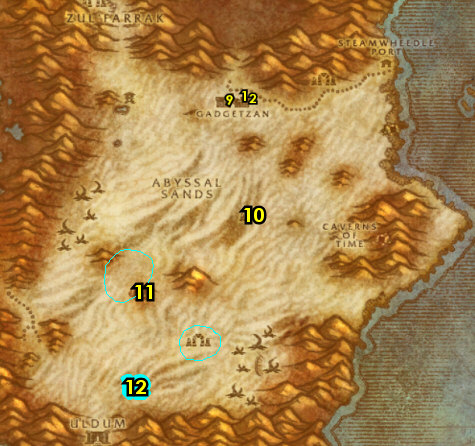 ZUL'FARRAK
STEAMWHEEDLE
PORT
9 1 2
GADGETZAN
ABYSSAL
SANDS
10
CAVERNS
OF
TIME
11
12
ULDUM